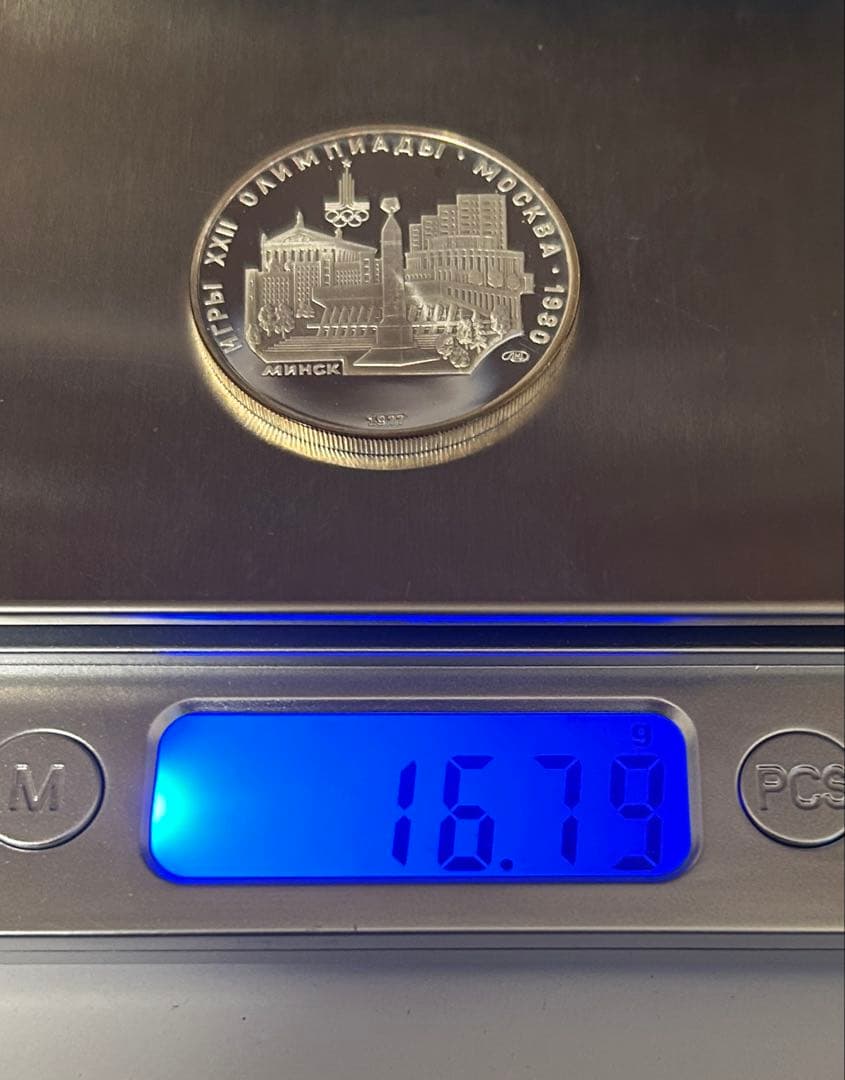 ИГРЫ XXII ОЛИМПИАДЫ · МОСКВА · 1980
МИНСК
1977
g
16.79
M
PCS